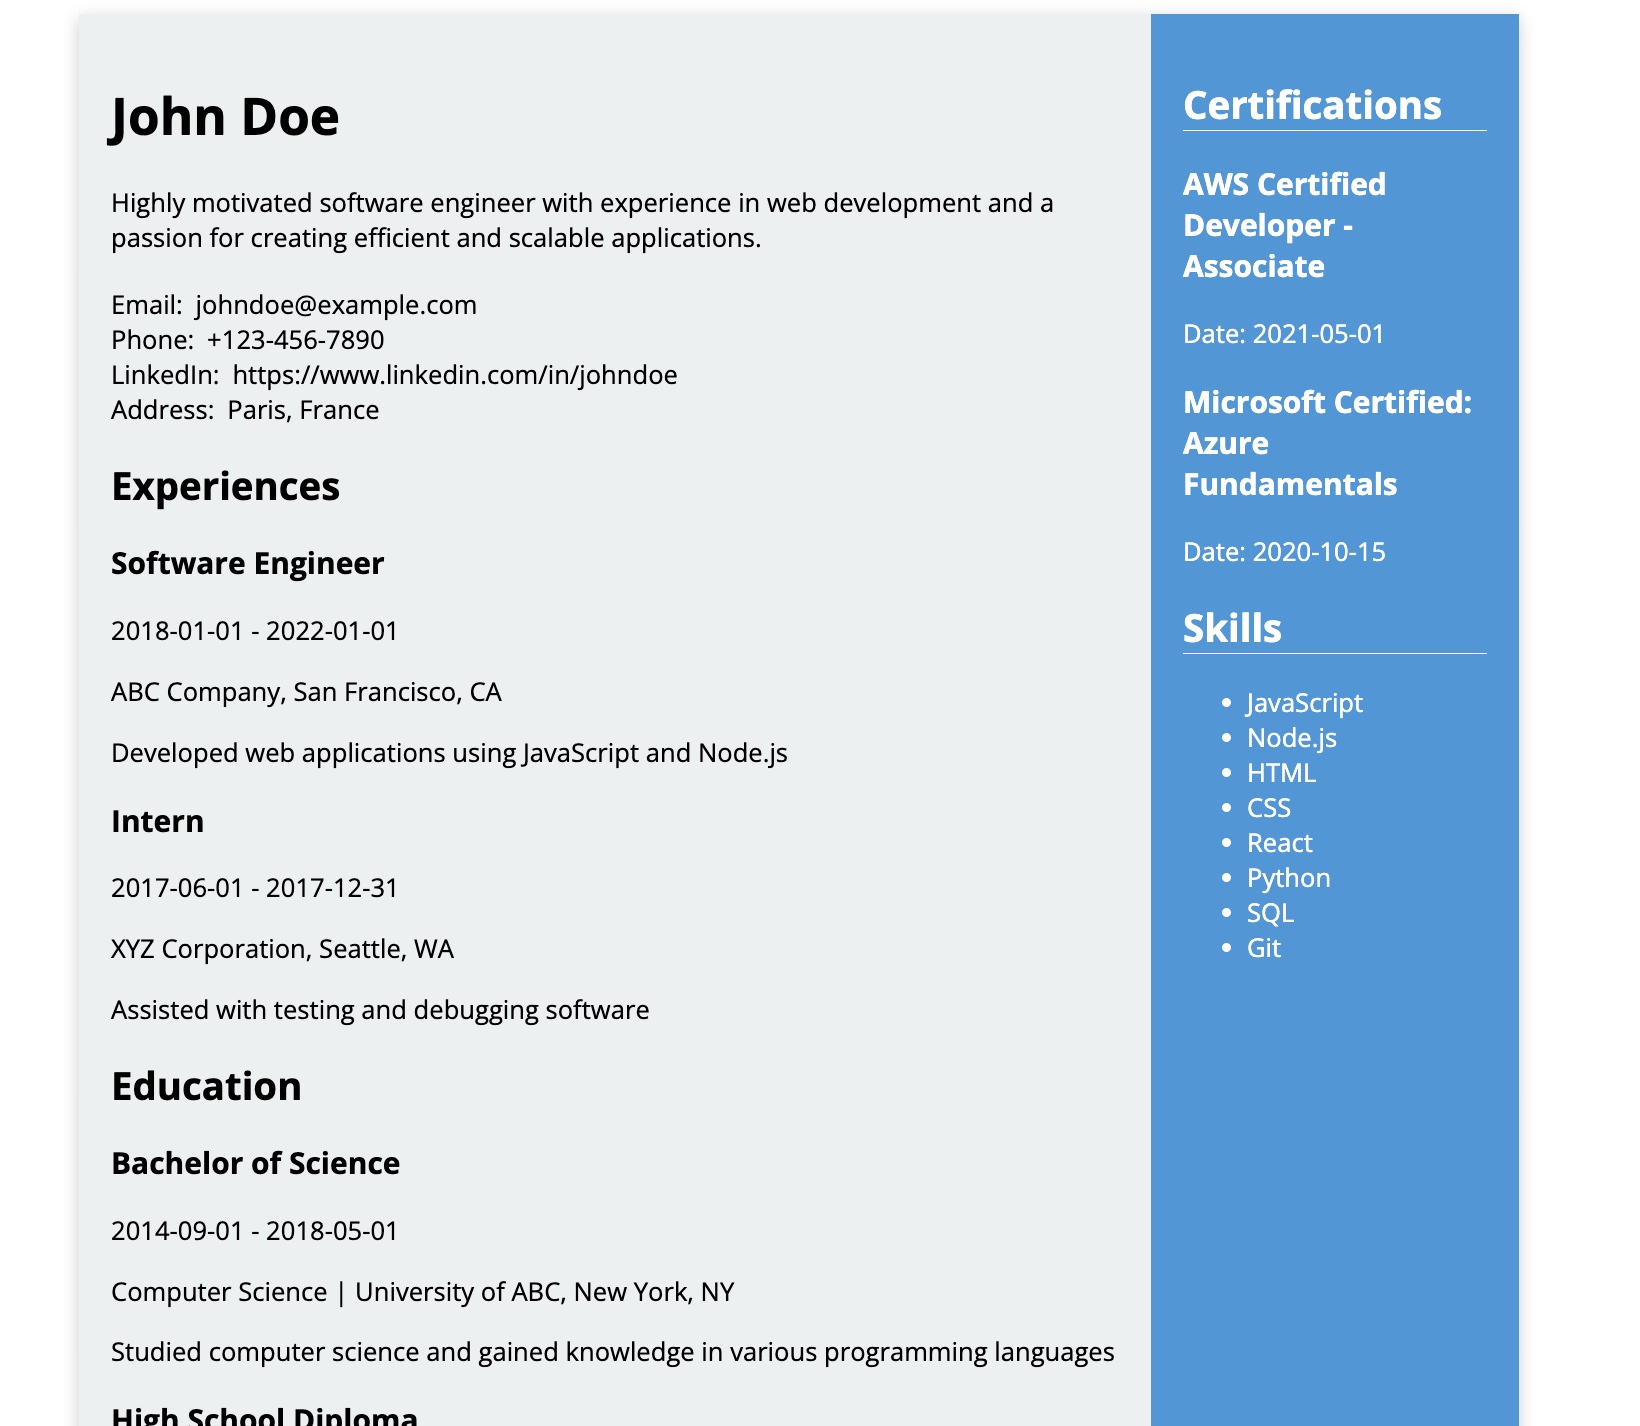 John Doe
Highly motivated software engineer with experience in web development and a
passion for creating efficient and scalable applications.
Email:  johndoe@example.com
Phone:  +123-456-7890
LinkedIn:  https://www.linkedin.com/in/johndoe
Address:  Paris, France
Experiences
Software Engineer
2018-01-01 - 2022-01-01
ABC Company, San Francisco, CA
Developed web applications using JavaScript and Node.js
Intern
2017-06-01 - 2017-12-31
XYZ Corporation, Seattle, WA
Assisted with testing and debugging software
Education
Bachelor of Science
2014-09-01 - 2018-05-01
Computer Science | University of ABC, New York, NY
Studied computer science and gained knowledge in various programming languages
High School Diploma
Certifications
AWS Certified
Developer -
Associate
Date: 2021-05-01
Microsoft Certified:
Azure
Fundamentals
Date: 2020-10-15
Skills
• JavaScript
• Node.js
• HTML
• CSS
• React
• Python
• SQL
• Git